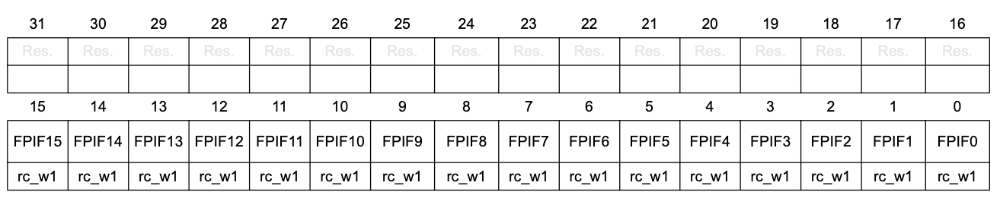 31 30 29 28 27 26 25 24 23 22 21 20 19 18 17 16
Res. Res. Res. Res. Res. Res. Res. Res. Res. Res. Res. Res. Res. Res. Res. Res.
15 14 13 12 11 10 9 8 7 6 5 4 3 2 1 0
FPIF15 FPIF14 FPIF13 FPIF12 FPIF11 FPIF10 FPIF9 FPIF8 FPIF7 FPIF6 FPIF5 FPIF4 FPIF3 FPIF2 FPIF1 FPIF0
rc_w1 rc_w1 rc_w1 rc_w1 rc_w1 rc_w1 rc_w1 rc_w1 rc_w1 rc_w1 rc_w1 rc_w1 rc_w1 rc_w1 rc_w1 rc_w1